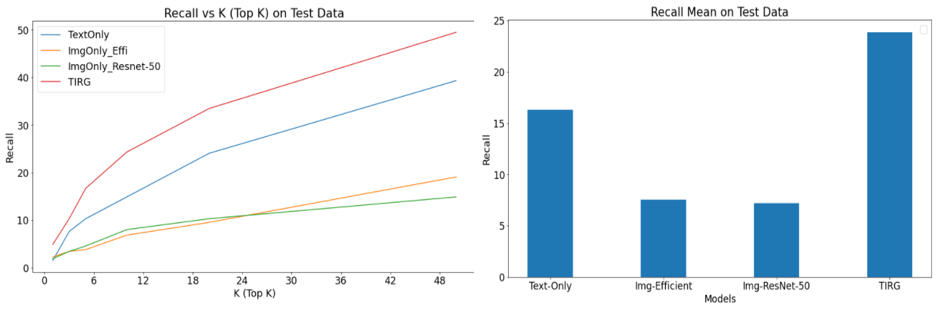 Recall vs K (Top K) on Test Data
TextOnly
ImgOnly_Effi
ImgOnly_Resnet-50
TIRG
50
40
30
20
10
0
Recall
0 6 12 18 24 30 36 42 48
K (Top K)
Recall Mean on Test Data
25
20
15
10
5
0
Recall
Text-Only Img-Efficient Img-ResNet-50 TIRG
Models